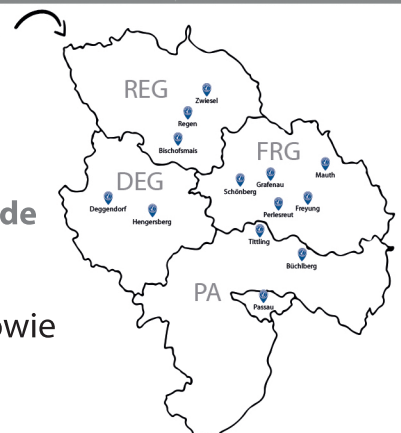 REG
Zwiesel
Regen
Bischofsmais
FRG
Mauth
Grafenau
Schönberg
Freyung
Perlesreut
DEG
Deggendorf
Hengersberg
de
Tittling
Büchlberg
PA
Passau
owie